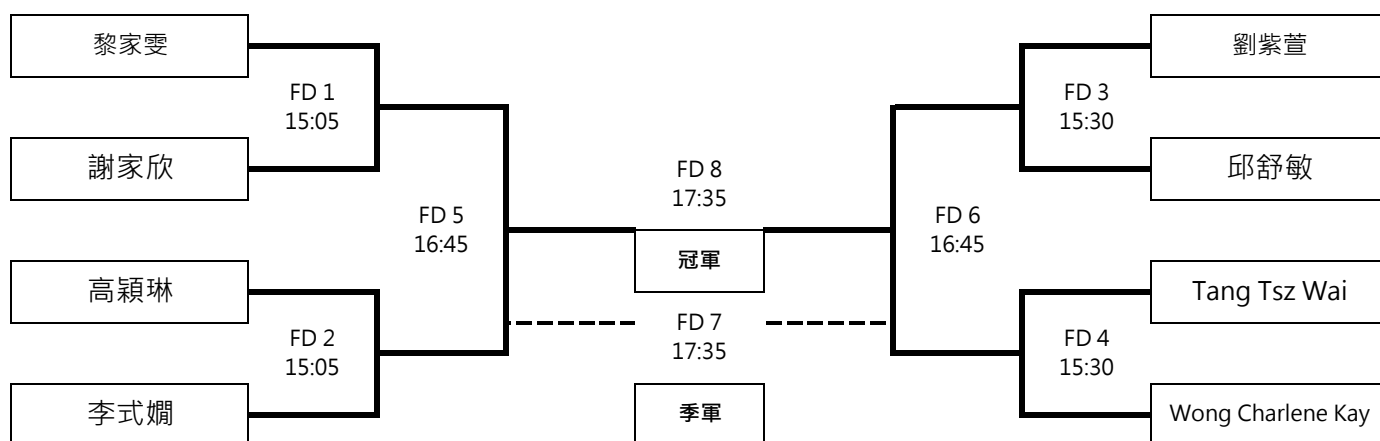 黎家雯
FD 1
15:05
謝家欣
FD 5
16:45
高穎琳
FD 2
15:05
李式嫺
FD 8
17:35
冠軍
FD 7
17:35
季軍
劉紫萱
FD 3
15:30
邱舒敏
FD 6
16:45
Tang Tsz Wai
FD 4
15:30
Wong Charlene Kay